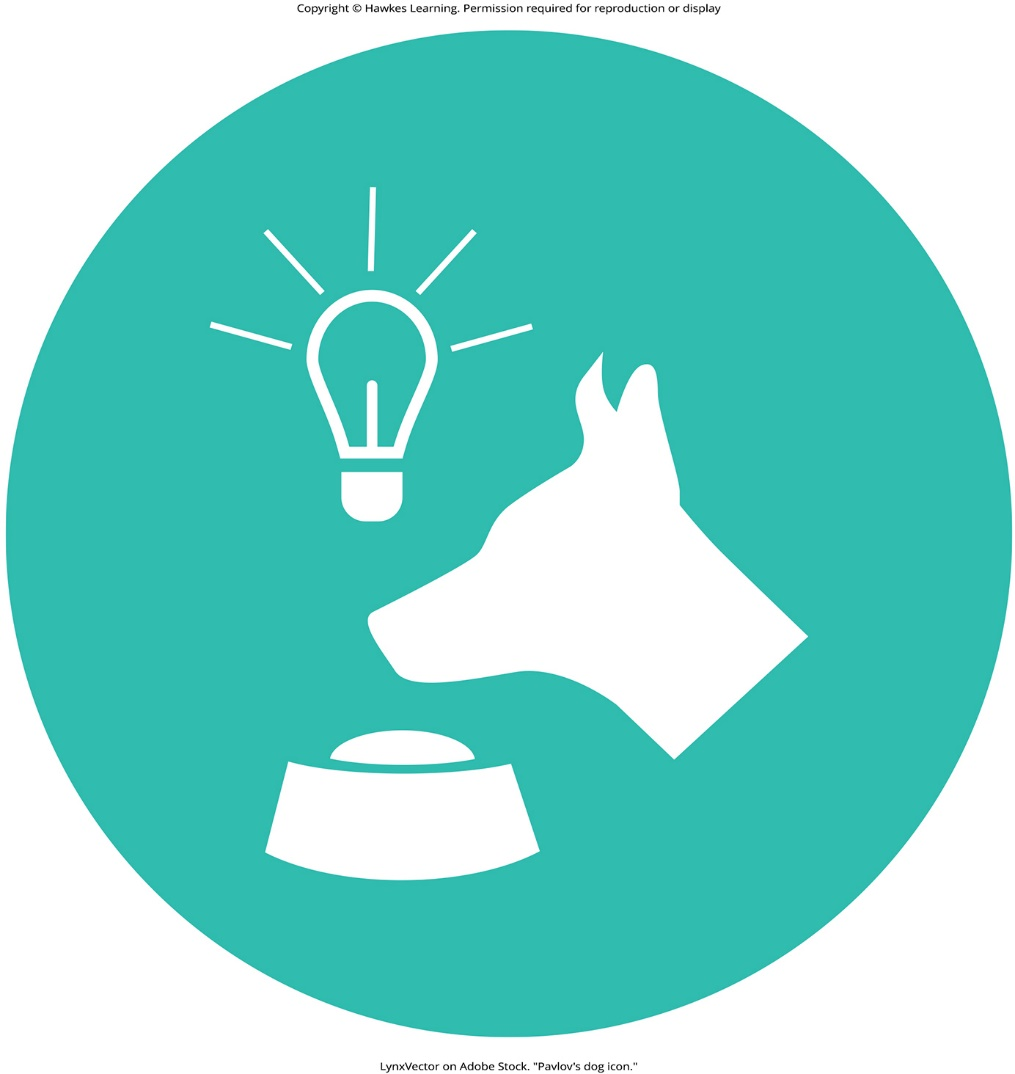 Copyright © Hawkes Learning. Permission required for reproduction or display
LynxVector on Adobe Stock. "Pavlov's dog icon."